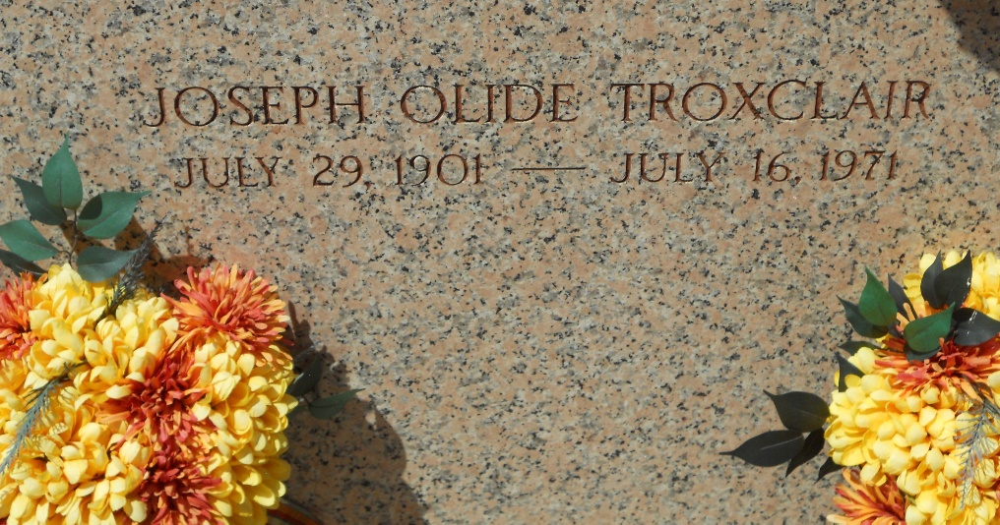 JOSEPH OLIDE TROXCLAIR
JULY 29, 1901 — JULY 16, 1971